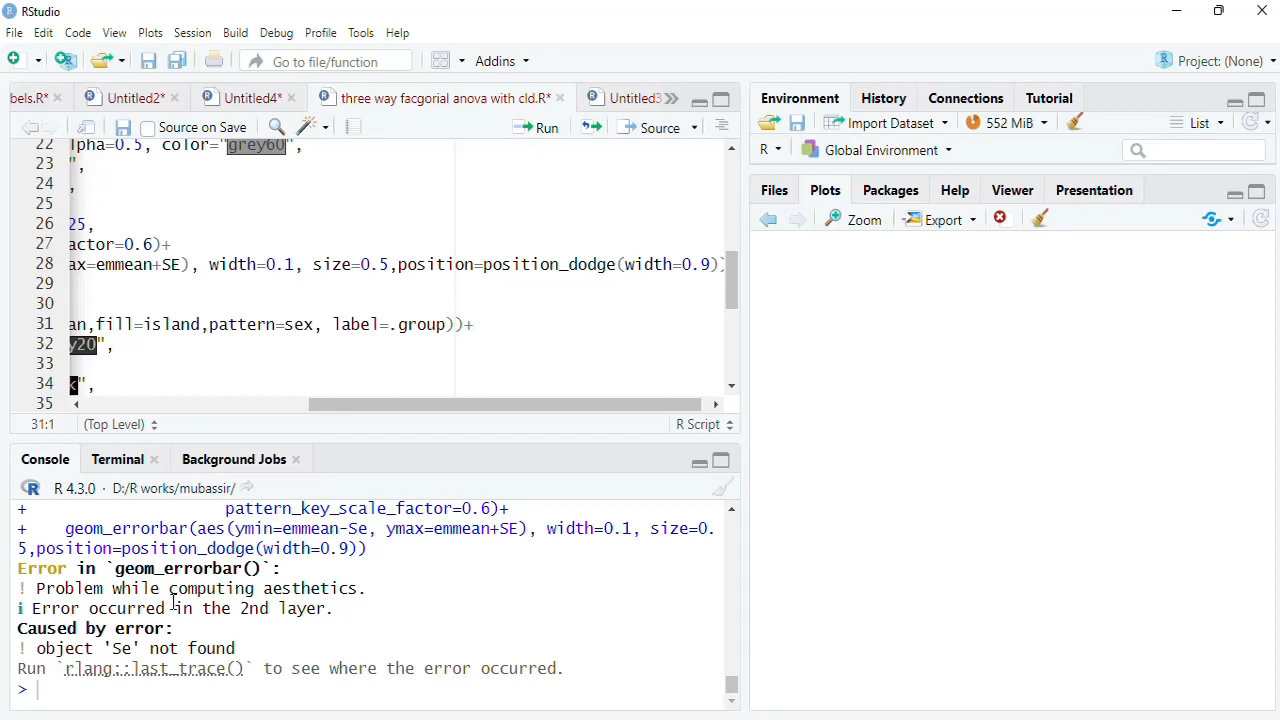 RStudio
File Edit Code View Plots Session Build Debug Profile Tools Help
Go to file/function Addins Project: (None)
bels.R* Untitled2* Untitled4* three way facgorial anova with cld.R* Untitled3
Source on Save Run Source
22 lpha=0.5, color="grey60",
23 ",
24 ,
25
26 25,
27 actor=0.6)+
28 ax=emmean+SE), width=0.1, size=0.5,position=position_dodge(width=0.9))
29
30
31 an,fill=island,pattern=sex, label=.group))+
32 y20",
33
34 k",
35
31:1 (Top Level) R Script
Console Terminal Background Jobs
R 4.3.0 · D:/R works/mubassir/
+ pattern_key_scale_factor=0.6)+
+ geom_errorbar(aes(ymin=emmean-Se, ymax=emmean+SE), width=0.1, size=0.
5,position=position_dodge(width=0.9))
Error in `geom_errorbar()`:
! Problem while computing aesthetics.
i Error occurred in the 2nd layer.
Caused by error:
! object 'Se' not found
Run `rlang::last_trace()` to see where the error occurred.
>
Environment History Connections Tutorial
Import Dataset 552 MiB List
R Global Environment
Files Plots Packages Help Viewer Presentation
Zoom Export